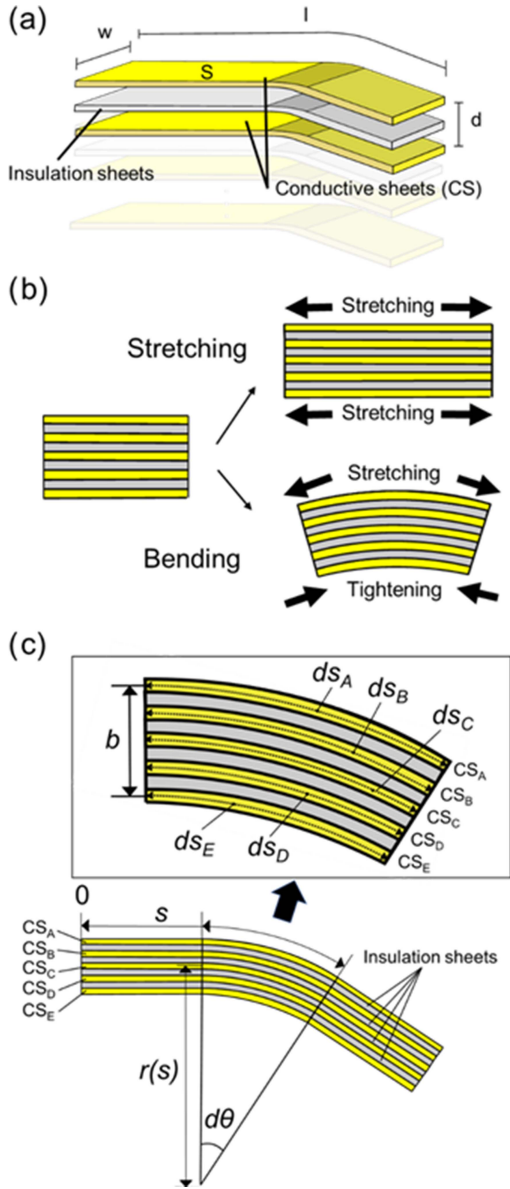 (a)
l
w
S
d
Insulation sheets
Conductive sheets (CS)
(b)
Stretching
Stretching
Stretching
Stretching
Bending
Tightening
(c)
b
ds_A
ds_B
ds_C
ds_D
ds_E
CS_A
CS_B
CS_C
CS_D
CS_E
0
s
CS_A
CS_B
CS_C
CS_D
CS_E
Insulation sheets
r(s)
dθ